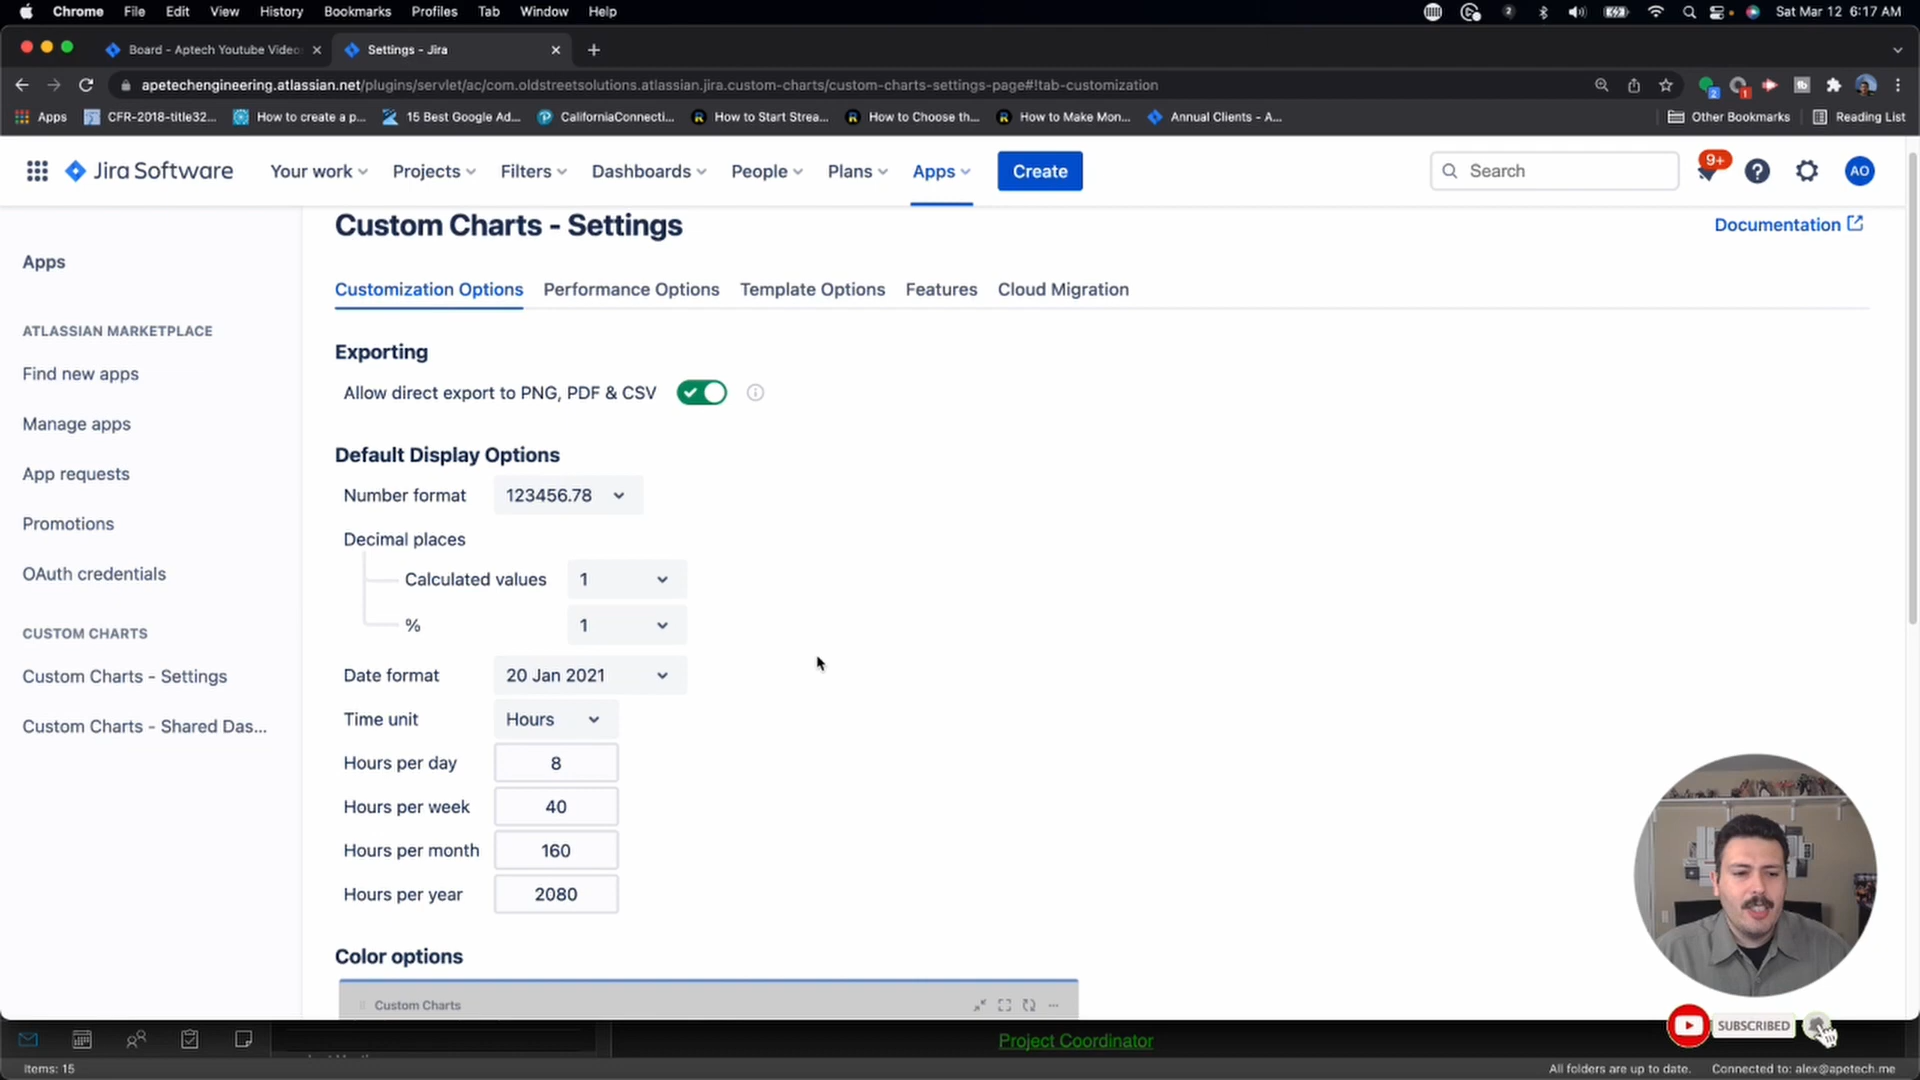 Chrome File Edit View History Bookmarks Profiles Tab Window Help
2 Sat Mar 12 6:17 AM
Board - Aptech Youtube Video
Settings - Jira
apetechengineering.atlassian.net/plugins/servlet/ac/com.oldstreetsolutions.atlassian.jira.custom-charts/custom-charts-settings-page#!tab-customization
2 1
Apps CFR-2018-title32... How to create a p... 15 Best Google Ad... CaliforniaConnecti... How to Start Strea... How to Choose th... How to Make Mon... Annual Clients - A... Other Bookmarks Reading List
Jira Software Your work Projects Filters Dashboards People Plans Apps Create Search 9+ ? AO
Custom Charts - Settings
Documentation
Apps
Customization Options Performance Options Template Options Features Cloud Migration
ATLASSIAN MARKETPLACE
Find new apps
Manage apps
App requests
Promotions
OAuth credentials
CUSTOM CHARTS
Custom Charts - Settings
Custom Charts - Shared Das...
Exporting
Allow direct export to PNG, PDF & CSV
Default Display Options
Number format 123456.78
Decimal places
Calculated values 1
% 1
Date format 20 Jan 2021
Time unit Hours
Hours per day 8
Hours per week 40
Hours per month 160
Hours per year 2080
Color options
Custom Charts
SUBSCRIBED
Project Coordinator
Items: 15
All folders are up to date. Connected to: alex@apetech.me